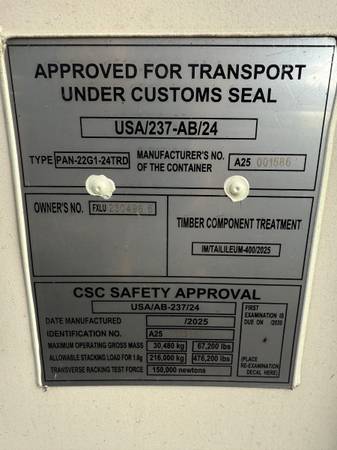 APPROVED FOR TRANSPORT
UNDER CUSTOMS SEAL
USA/237-AB/24
TYPE PAN-22G1-24TRD
MANUFACTURER'S NO.
OF THE CONTAINER
A25 001586
OWNER'S NO. FXLU
TIMBER COMPONENT TREATMENT
IM/TAILILEUM-400/2025
CSC SAFETY APPROVAL
USA/AB-237/24
DATE MANUFACTURED /2025
IDENTIFICATION NO. A25
MAXIMUM OPERATING GROSS MASS 30,480 kg 67,200 lbs
ALLOWABLE STACKING LOAD FOR 1.8g 216,000 kg 476,200 lbs
TRANSVERSE RACKING TEST FORCE 150,000 newtons
FIRST
EXAMINATION IS
DUE ON /2030
(PLACE
RE-EXAMINATION
DECAL HERE)